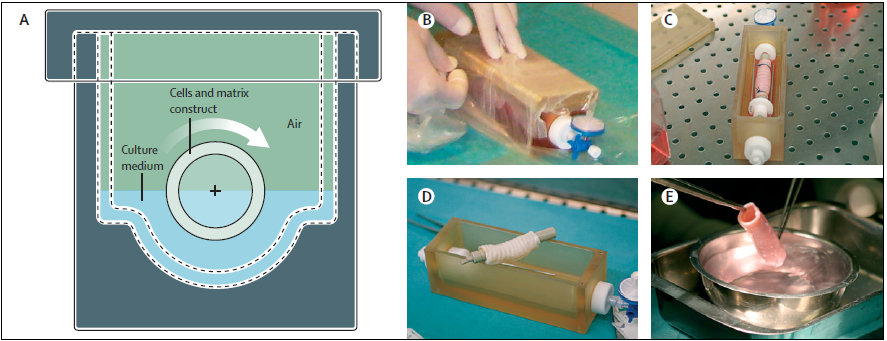 A
Cells and matrix
construct
Air
Culture
medium
B
C
D
E